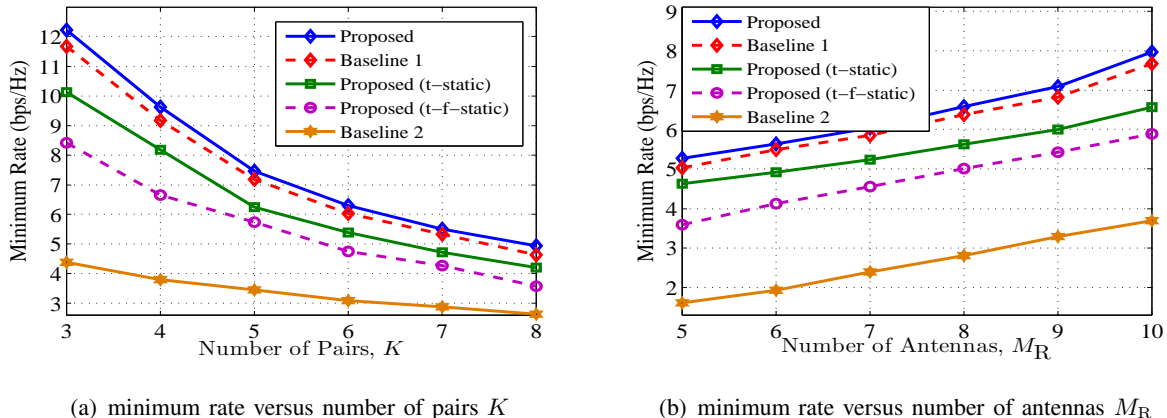 Minimum Rate (bps/Hz)
12
11
10
9
8
7
6
5
4
3
3 4 5 6 7 8
Number of Pairs, K
Proposed
Baseline 1
Proposed (t−static)
Proposed (t−f−static)
Baseline 2
(a) minimum rate versus number of pairs K
Minimum Rate (bps/Hz)
9
8
7
6
5
4
3
2
5 6 7 8 9 10
Number of Antennas, MR
Proposed
Baseline 1
Proposed (t−static)
Proposed (t−f−static)
Baseline 2
(b) minimum rate versus number of antennas MR